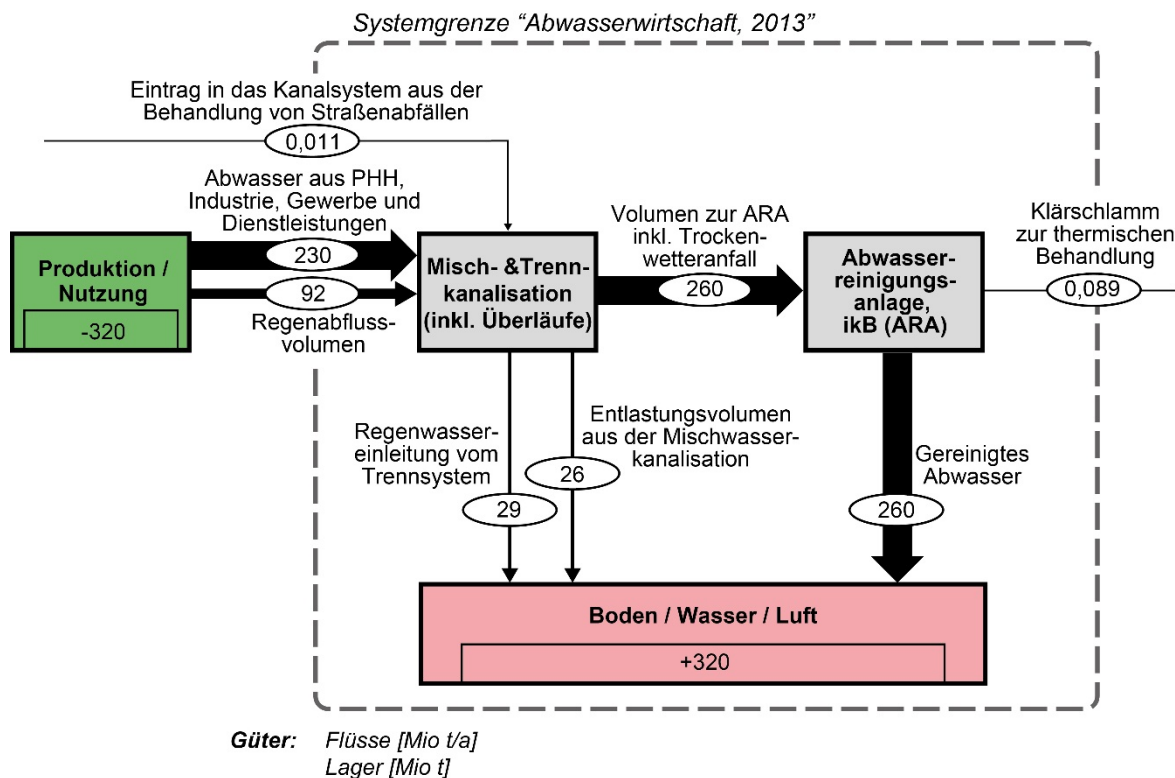 Systemgrenze “Abwasserwirtschaft, 2013”
Eintrag in das Kanalsystem aus der
Behandlung von Straßenabfällen
0,011
Abwasser aus PHH,
Industrie, Gewerbe und
Dienstleistungen
230
92
Regenabfluss-
volumen
Produktion /
Nutzung
-320
Misch- &Trenn-
kanalisation
(inkl. Überläufe)
Volumen zur ARA
inkl. Trocken-
wetteranfall
260
Abwasser-
reinigungs-
anlage,
ikB (ARA)
Klärschlamm
zur thermischen
Behandlung
0,089
Regenwasser-
einleitung vom
Trennsystem
29
Entlastungsvolumen
aus der Mischwasser-
kanalisation
26
Gereinigtes
Abwasser
260
Boden / Wasser / Luft
+320
Güter: Flüsse [Mio t/a]
Lager [Mio t]